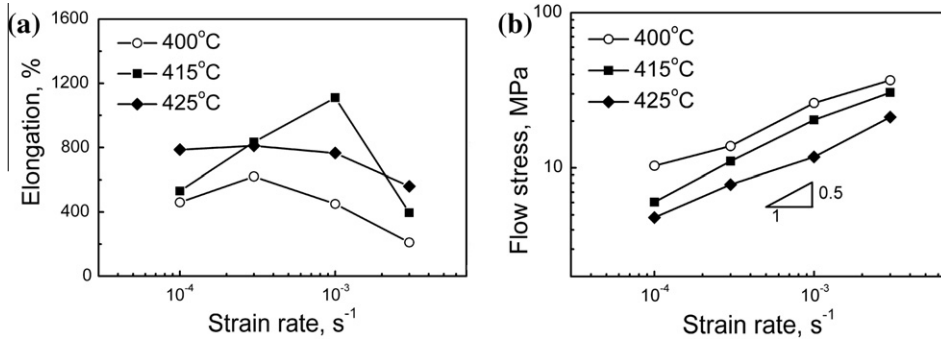 (a)
1600
1200
800
400
0
Elongation, %
400°C
415°C
425°C
10⁻⁴
10⁻³
Strain rate, s⁻¹
(b)
100
10
Flow stress, MPa
400°C
415°C
425°C
0.5
1
10⁻⁴
10⁻³
Strain rate, s⁻¹